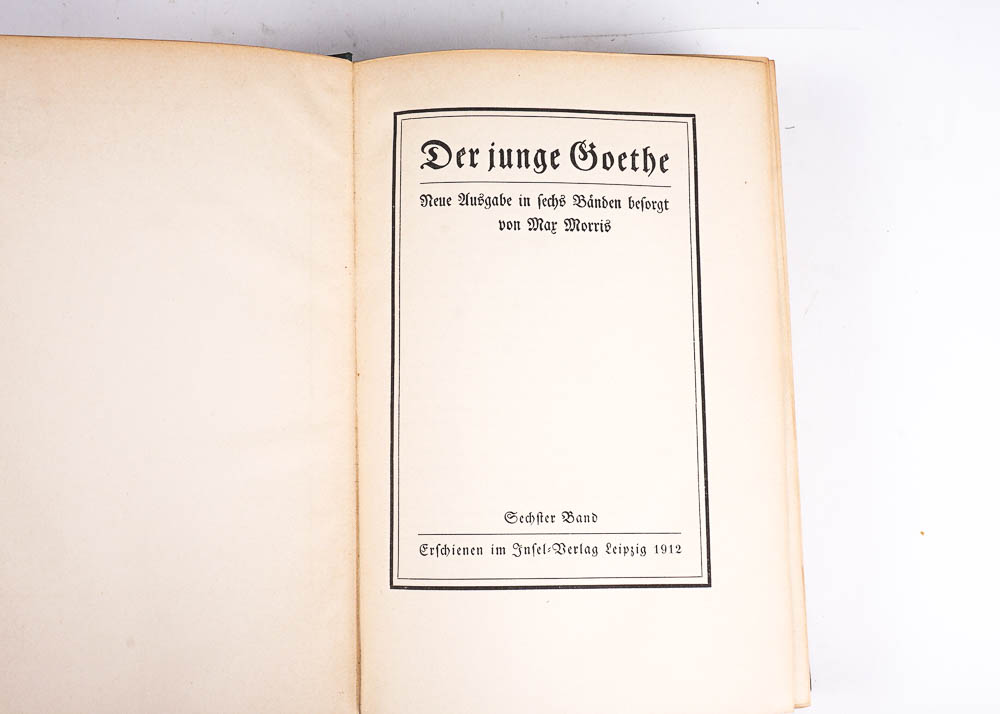 Der junge Goethe
Neue Ausgabe in sechs Bänden besorgt
von Max Morris
Sechster Band
Erschienen im Insel-Verlag Leipzig 1912